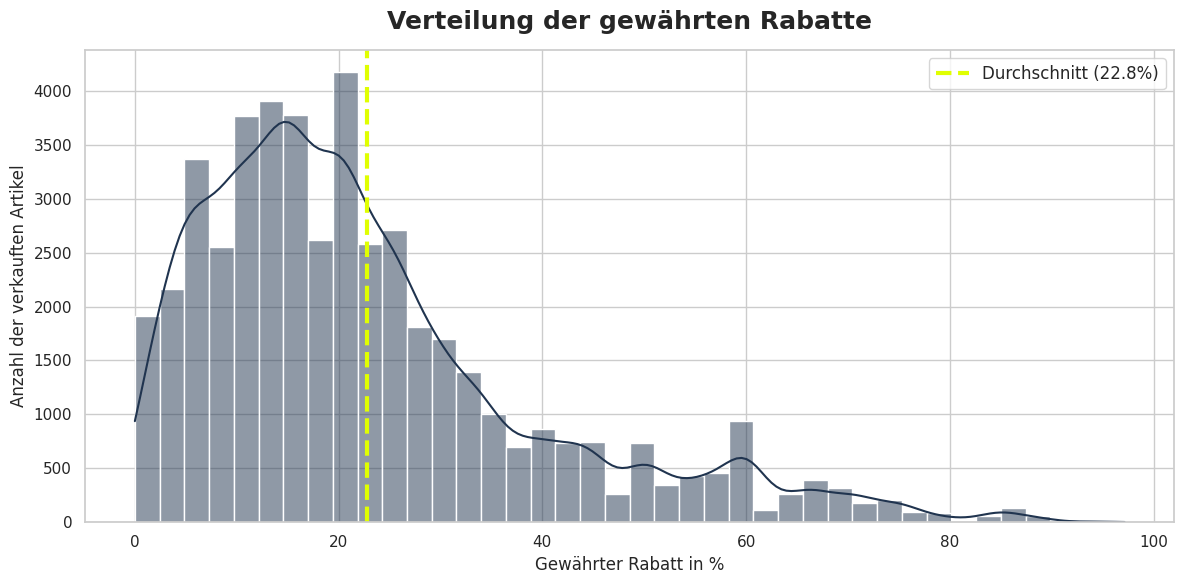 Verteilung der gewährten Rabatte
Durchschnitt (22.8%)
Anzahl der verkauften Artikel
4000
3500
3000
2500
2000
1500
1000
500
0
0 20 40 60 80 100
Gewährter Rabatt in %